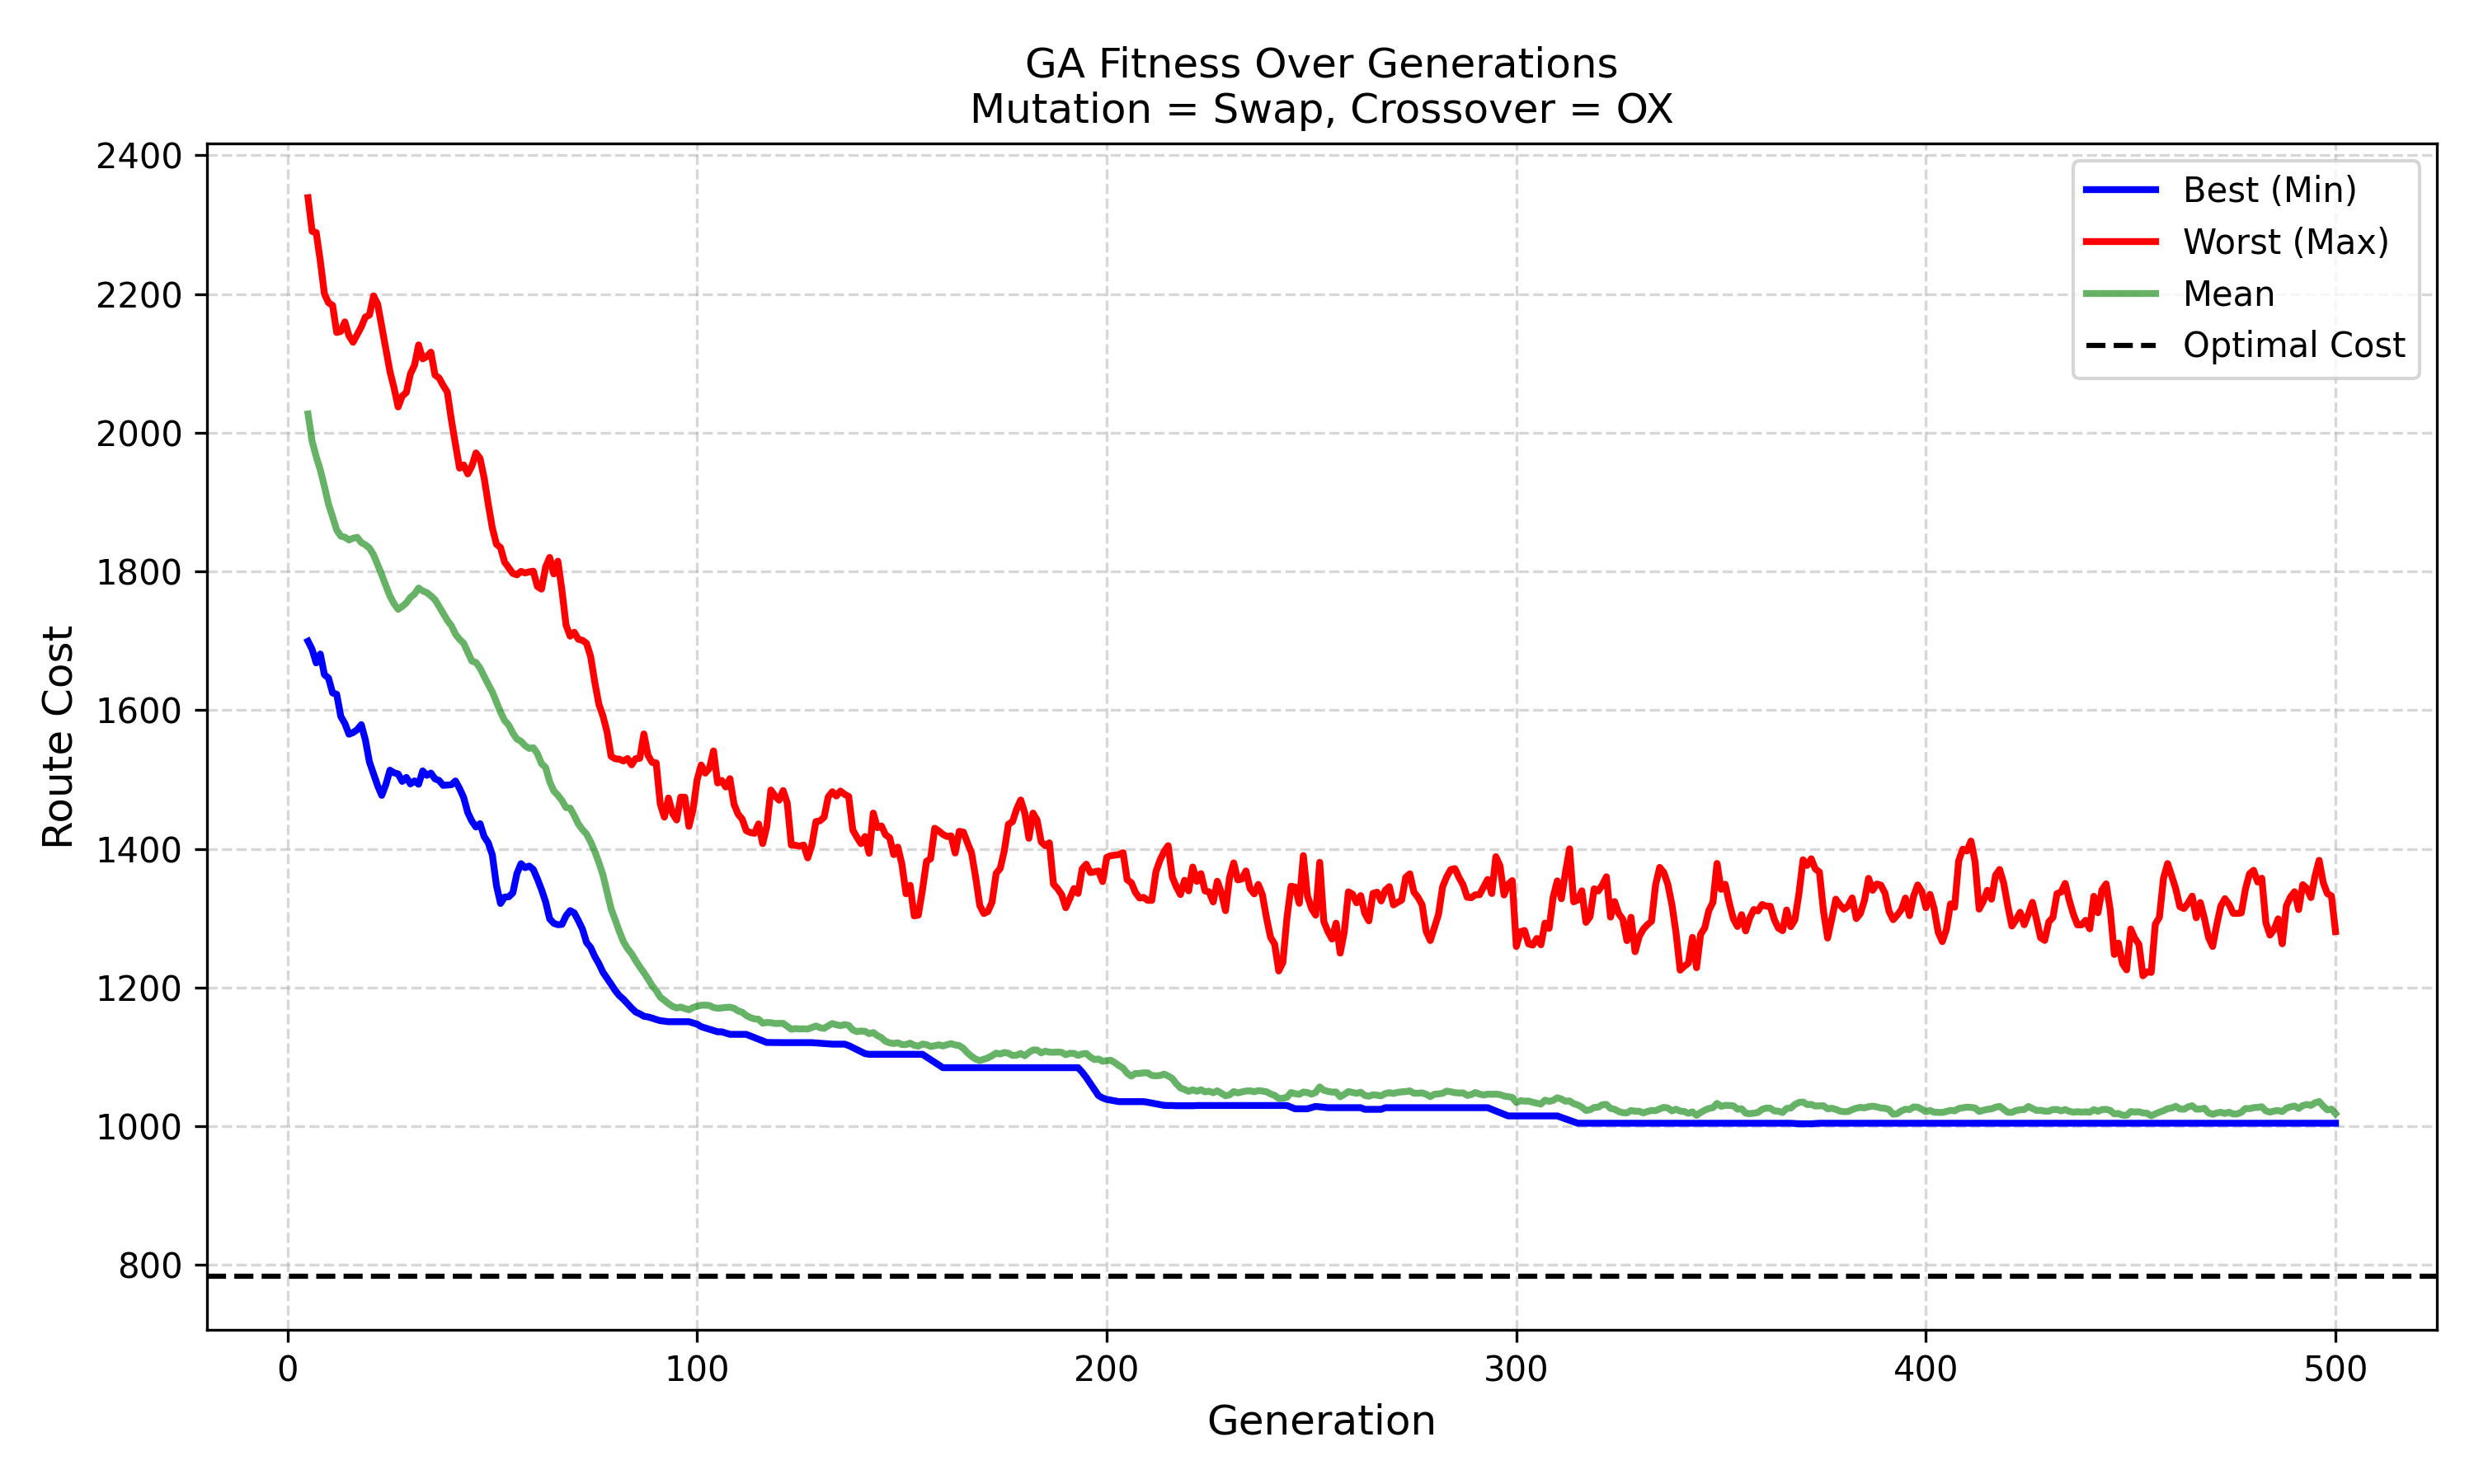 GA Fitness Over Generations
Mutation = Swap, Crossover = OX
Best (Min)
Worst (Max)
Mean
Optimal Cost
Route Cost
2400
2200
2000
1800
1600
1400
1200
1000
800
0 100 200 300 400 500
Generation